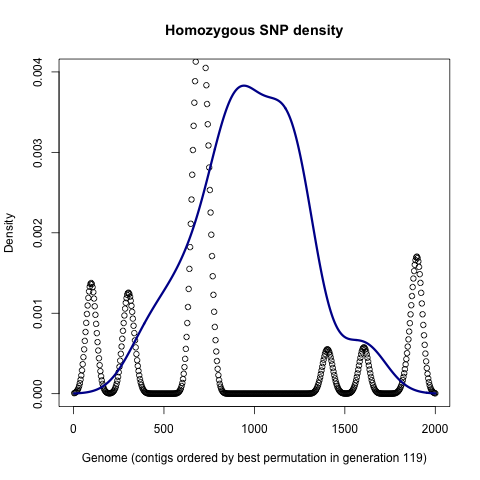 Homozygous SNP density
Density
0.004
0.003
0.002
0.001
0.000
0 500 1000 1500 2000
Genome (contigs ordered by best permutation in generation 119)